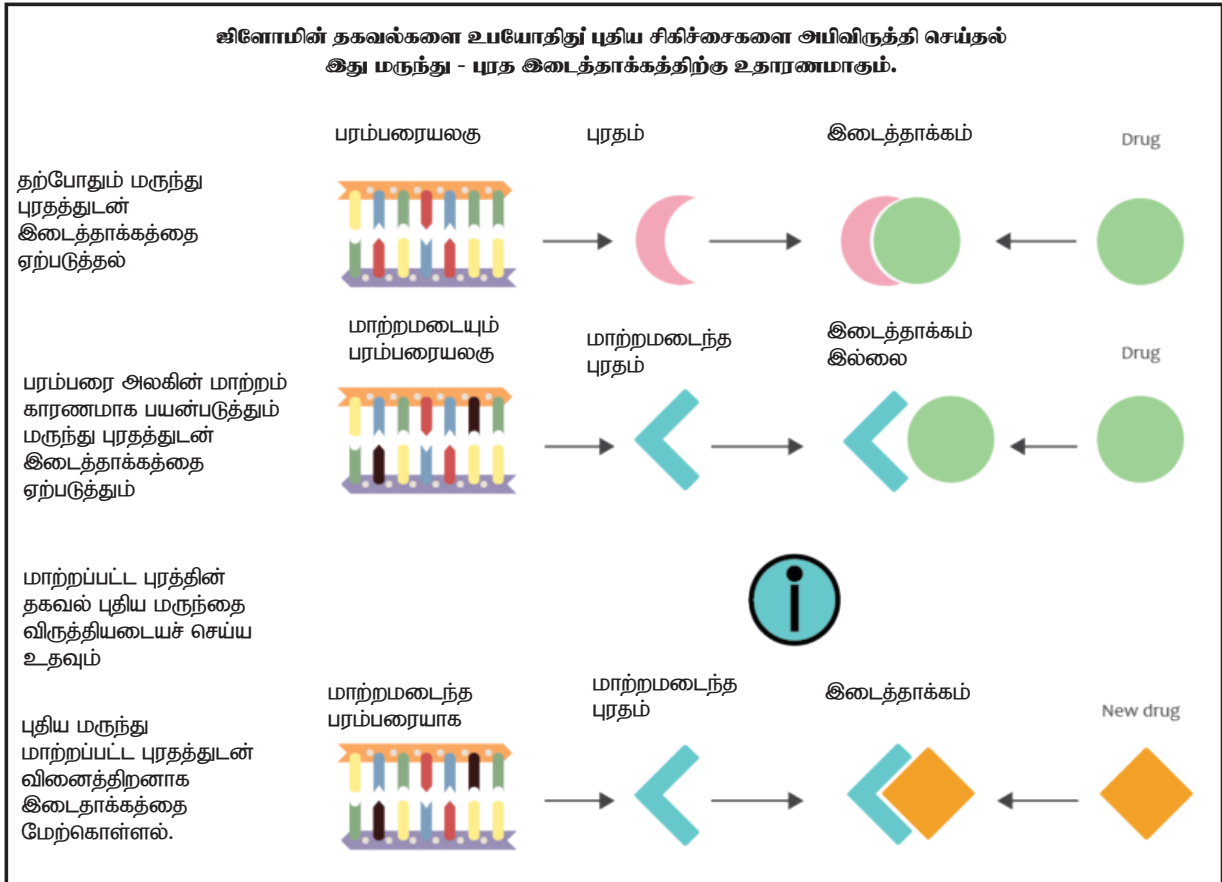 ஜிளோமின் தகவல்களை உபயோதிது புதிய சிகிச்சைகளை அபிவிருத்தி செய்தல்
இது மருந்து - புரத இடைத்தாக்கத்திற்கு உதாரணமாகும்.
பரம்பரையலகு புரதம் இடைத்தாக்கம் Drug
தற்போதும் மருந்து
புரதத்துடன்
இடைத்தாக்கத்தை
ஏற்படுத்தல்
மாற்றமடையும்
பரம்பரையலகு
மாற்றமடைந்த
புரதம்
இடைத்தாக்கம்
இல்லை
Drug
பரம்பரை அலகின் மாற்றம்
காரணமாக பயன்படுத்தும்
மருந்து புரதத்துடன்
இடைத்தாக்கத்தை
ஏற்படுத்தும்
மாற்றப்பட்ட புரத்தின்
தகவல் புதிய மருந்தை
விருத்தியடையச் செய்ய
உதவும்
i
மாற்றமடைந்த
பரம்பரையாக
மாற்றமடைந்த
புரதம்
இடைத்தாக்கம்
New drug
புதிய மருந்து
மாற்றப்பட்ட புரதத்துடன்
வினைத்திறனாக
இடைதாக்கத்தை
மேற்கொள்ளல்.